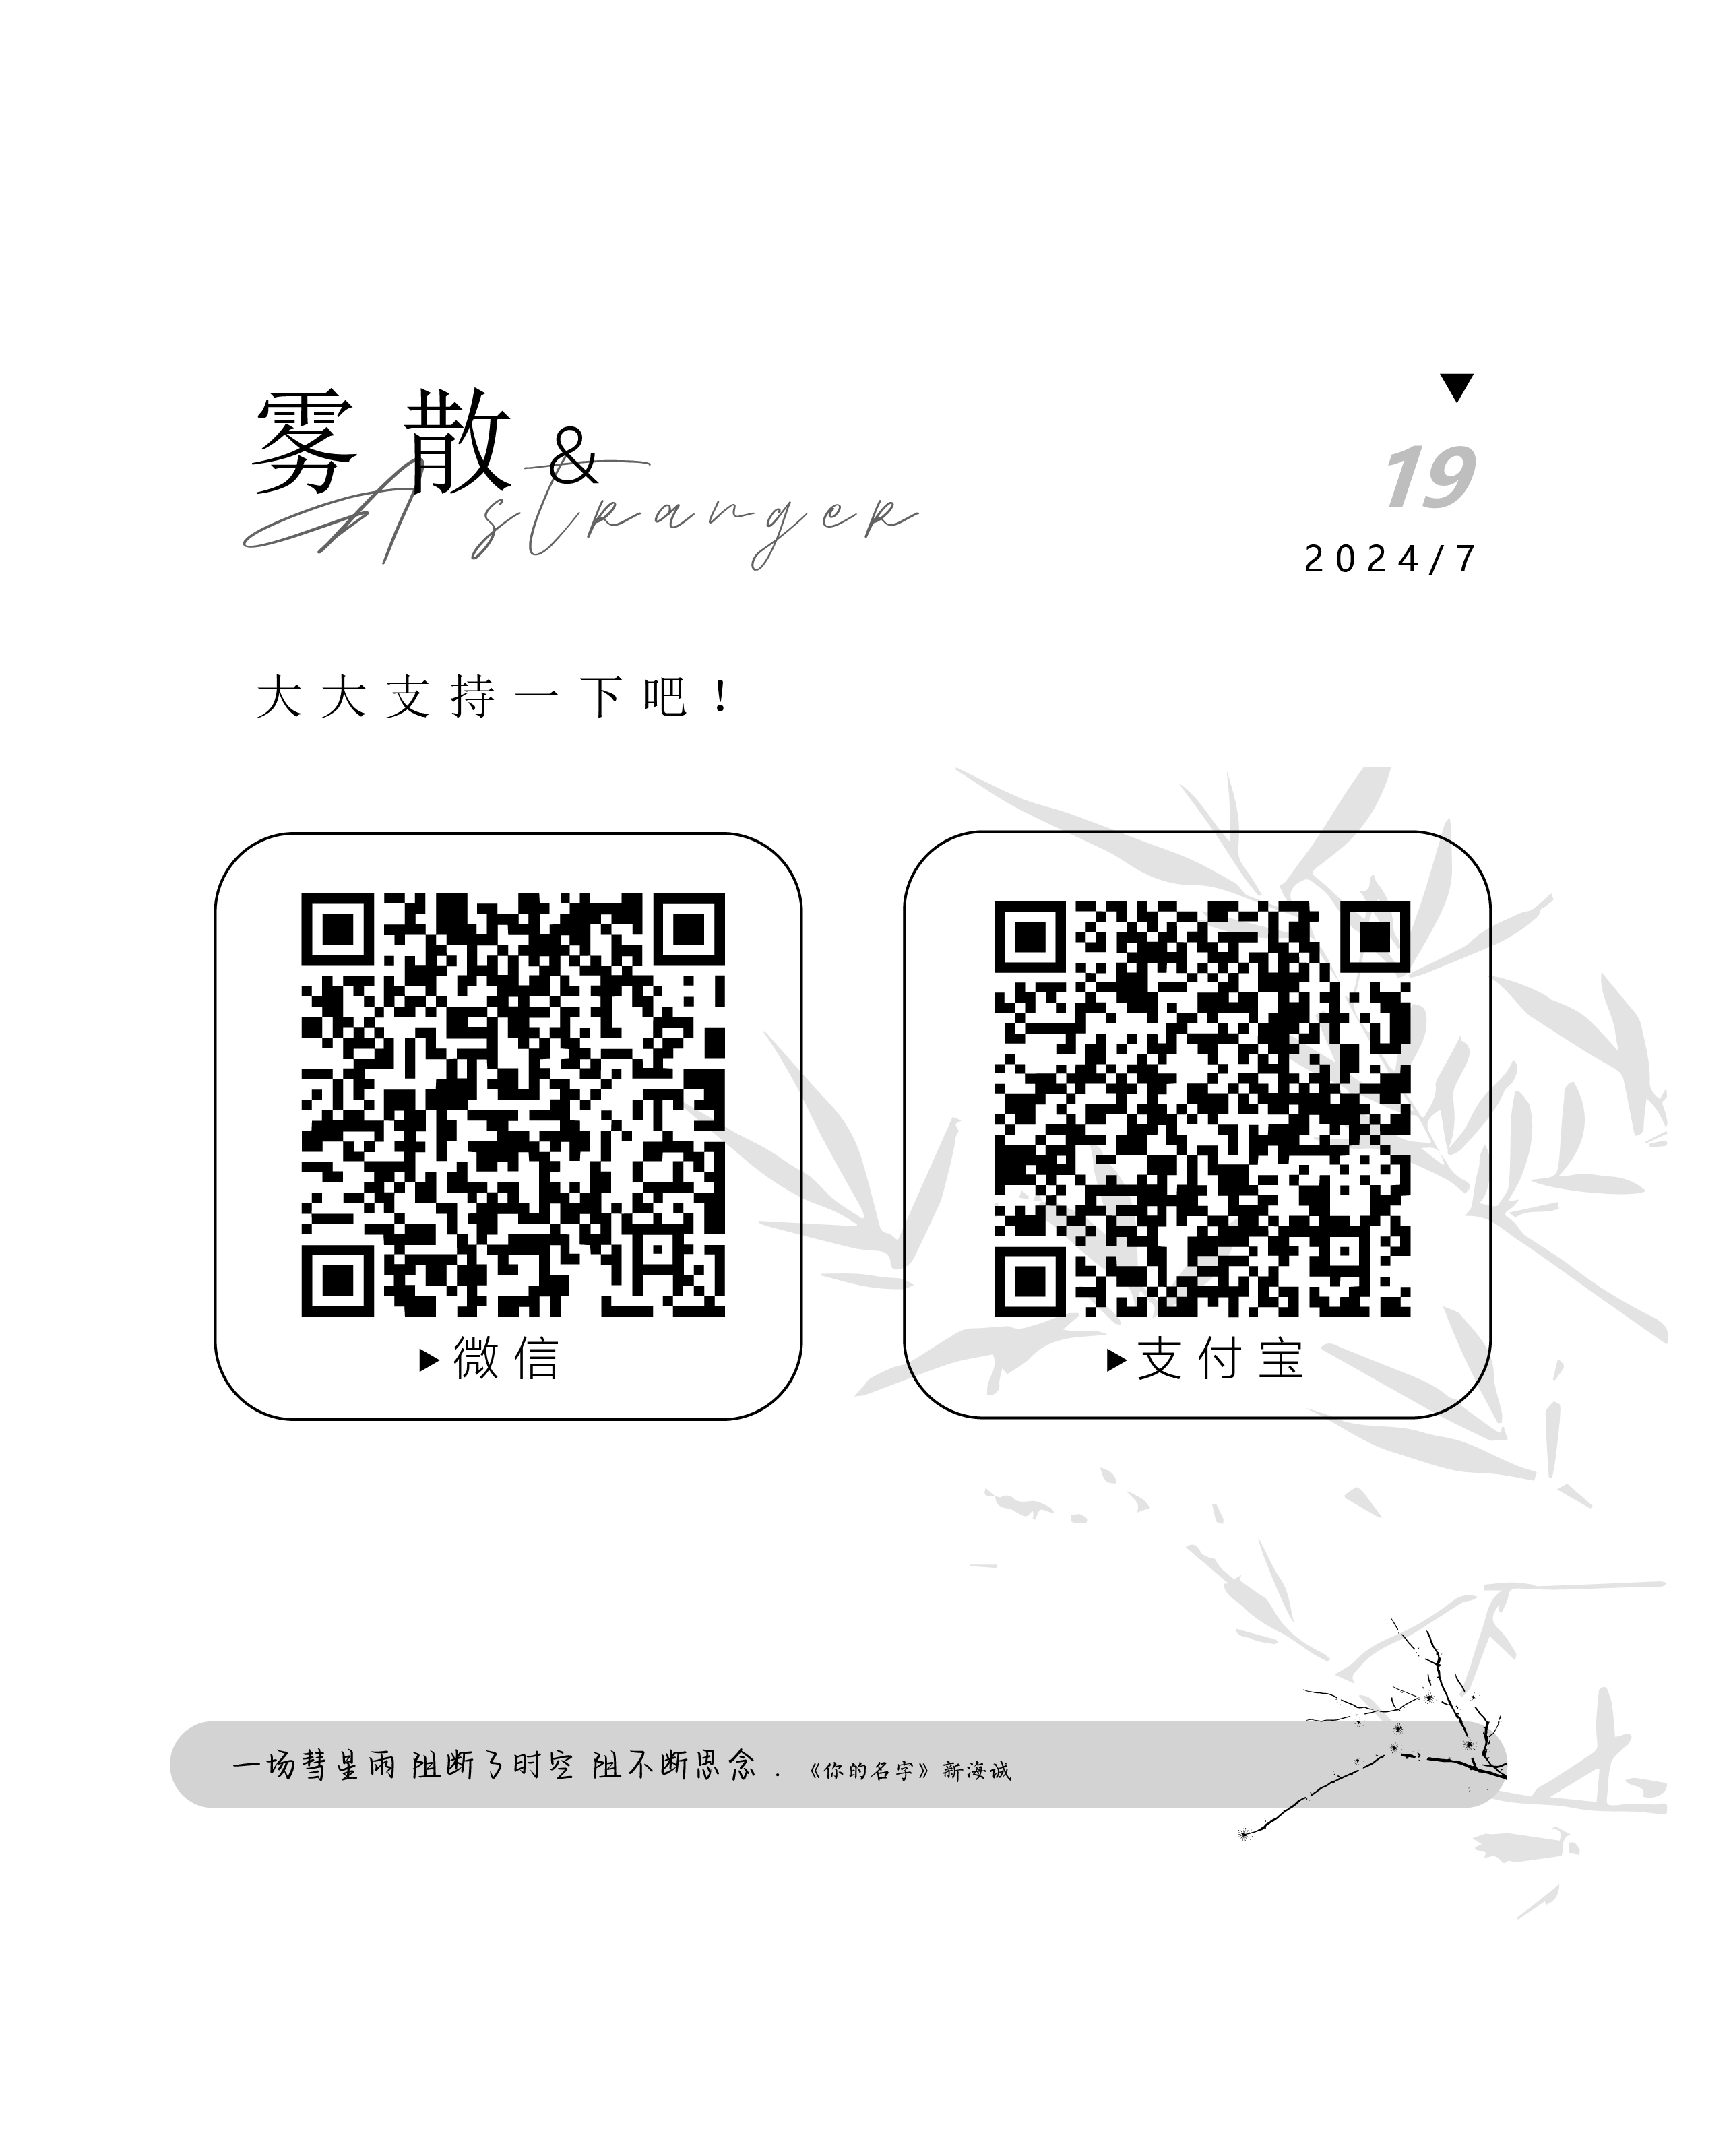 雾散&
A stranger
19
2024/7
大大支持一下吧！
▶微信
▶支付宝
一场彗星雨 阻断了时空 阻不断思念 . 《你的名字》新海诚